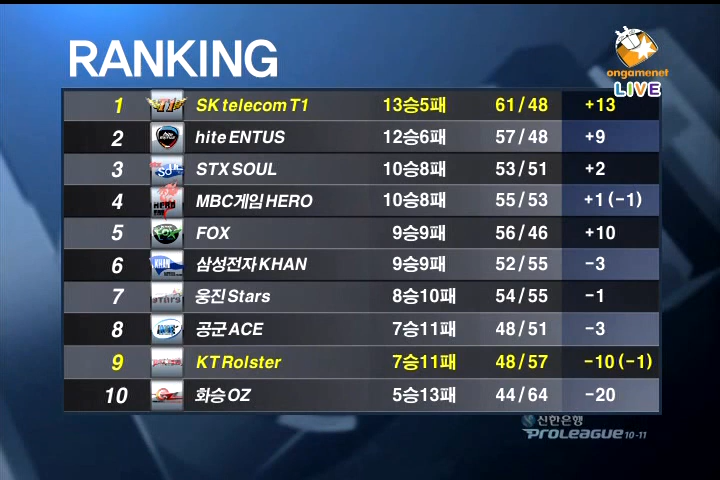 RANKING
ongamenet
LIVE
1 SK telecom T1 13승5패 61/48 +13
2 hite ENTUS 12승6패 57/48 +9
3 STX SOUL 10승8패 53/51 +2
4 MBC게임 HERO 10승8패 55/53 +1(-1)
5 FOX 9승9패 56/46 +10
6 삼성전자 KHAN 9승9패 52/55 -3
7 웅진 Stars 8승10패 54/55 -1
8 공군 ACE 7승11패 48/51 -3
9 KT Rolster 7승11패 48/57 -10(-1)
10 화승 OZ 5승13패 44/64 -20
신한은행
PROLEAGUE 10-11